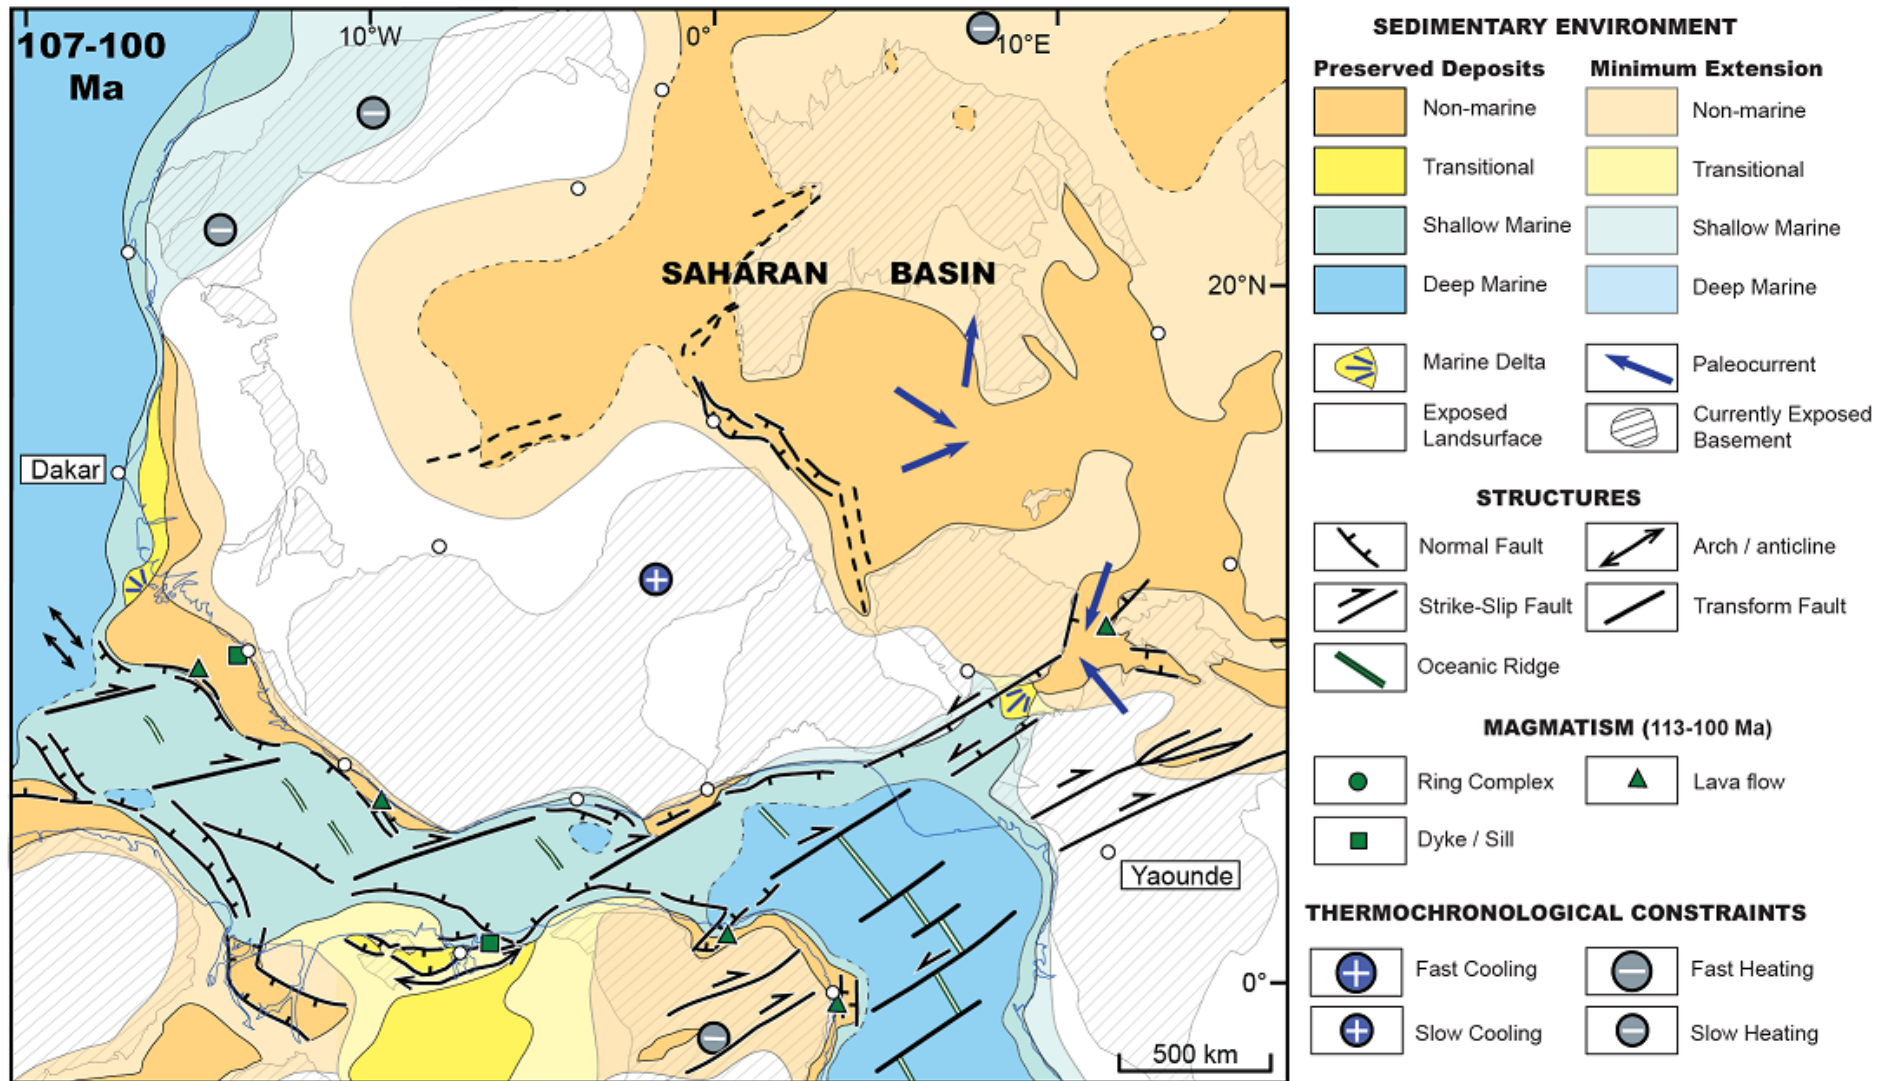 107-100
Ma
10°W
0°
10°E
SAHARAN BASIN
20°N
Dakar
Yaounde
0°
500 km
SEDIMENTARY ENVIRONMENT
Preserved Deposits
Minimum Extension
Non-marine
Non-marine
Transitional
Transitional
Shallow Marine
Shallow Marine
Deep Marine
Deep Marine
Marine Delta
Paleocurrent
Exposed
Landsurface
Currently Exposed
Basement
STRUCTURES
Normal Fault
Arch / anticline
Strike-Slip Fault
Transform Fault
Oceanic Ridge
MAGMATISM (113-100 Ma)
Ring Complex
Lava flow
Dyke / Sill
THERMOCHRONOLOGICAL CONSTRAINTS
Fast Cooling
Fast Heating
Slow Cooling
Slow Heating